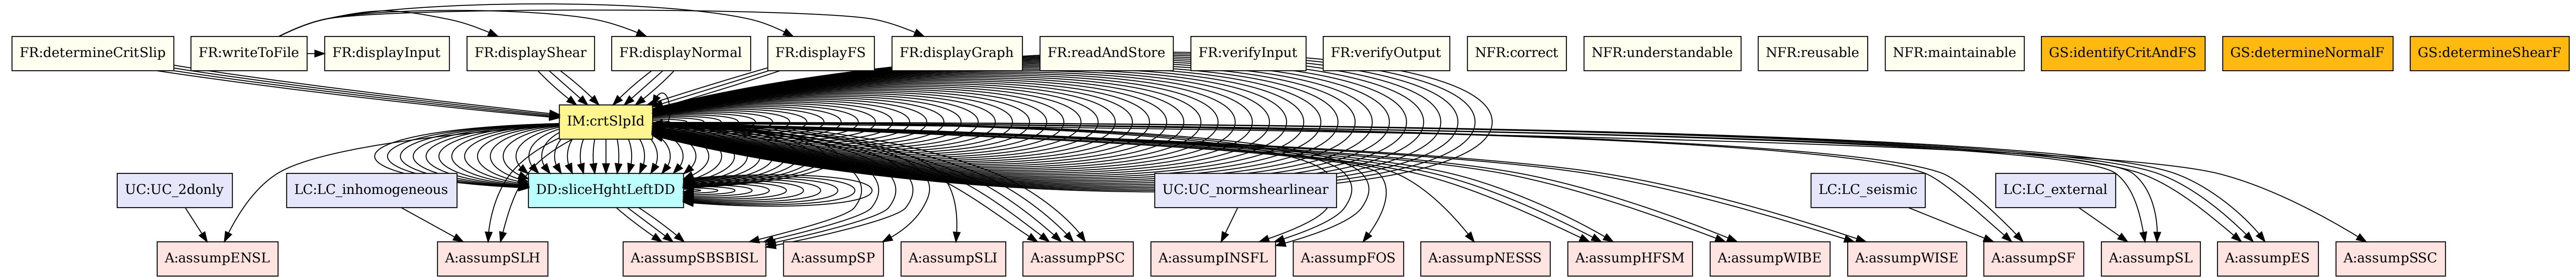 FR:determineCritSlip
FR:writeToFile
FR:displayInput
FR:displayShear
FR:displayNormal
FR:displayFS
FR:displayGraph
FR:readAndStore
FR:verifyInput
FR:verifyOutput
NFR:correct
NFR:understandable
NFR:reusable
NFR:maintainable
GS:identifyCritAndFS
GS:determineNormalF
GS:determineShearF
IM:crtSlpId
UC:UC_2donly
LC:LC_inhomogeneous
DD:sliceHghtLeftDD
UC:UC_normshearlinear
LC:LC_seismic
LC:LC_external
A:assumpENSL
A:assumpSLH
A:assumpSBSBISL
A:assumpSP
A:assumpSLI
A:assumpPSC
A:assumpINSFL
A:assumpFOS
A:assumpNESSS
A:assumpHFSM
A:assumpWIBE
A:assumpWISE
A:assumpSF
A:assumpSL
A:assumpES
A:assumpSSC